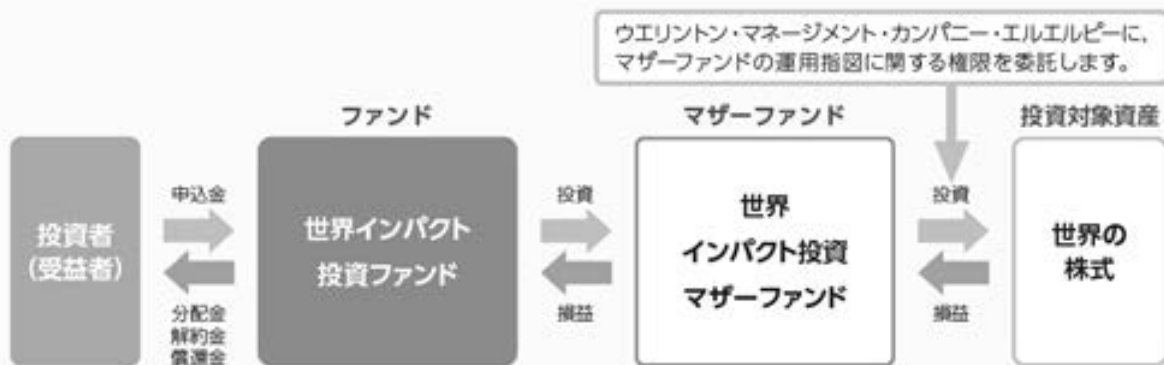 ウエリントン・マネージメント・カンパニー・エルエルピーに、
マザーファンドの運用指図に関する権限を委託します。
ファンド
マザーファンド
投資対象資産
投資者
(受益者)
申込金
分配金
解約金
償還金
世界インパクト
投資ファンド
投資
損益
世界
インパクト投資
マザーファンド
投資
損益
世界の
株式